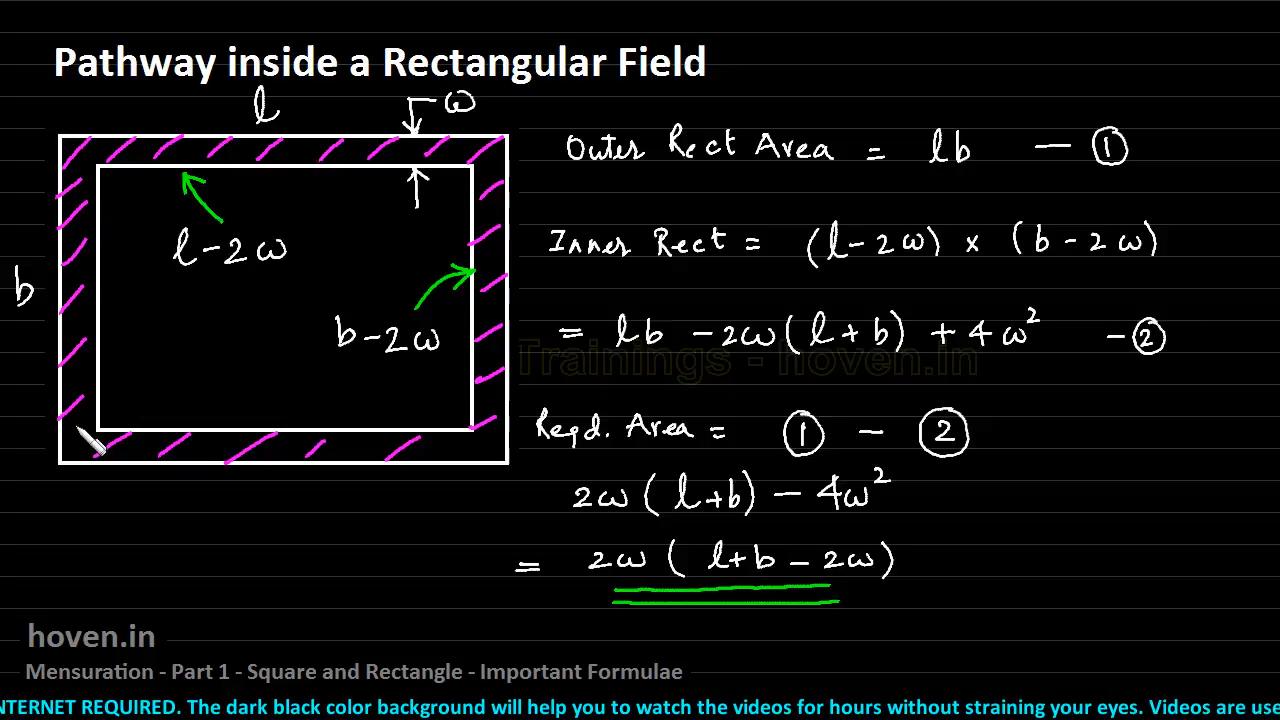 Pathway inside a Rectangular Field
l
ω
Outer Rect Area = lb — ①
l - 2ω
Inner Rect = (l - 2ω) × (b - 2ω)
b
b - 2ω
= lb - 2ω(l + b) + 4ω² - ②
Trainings - hoven.in
Reqd. Area = ① - ②
2ω(l+b) - 4ω²
= 2ω(l+b - 2ω)
hoven.in
Mensuration - Part 1 - Square and Rectangle - Important Formulae
NTERNET REQUIRED. The dark black color background will help you to watch the videos for hours without straining your eyes. Videos are use